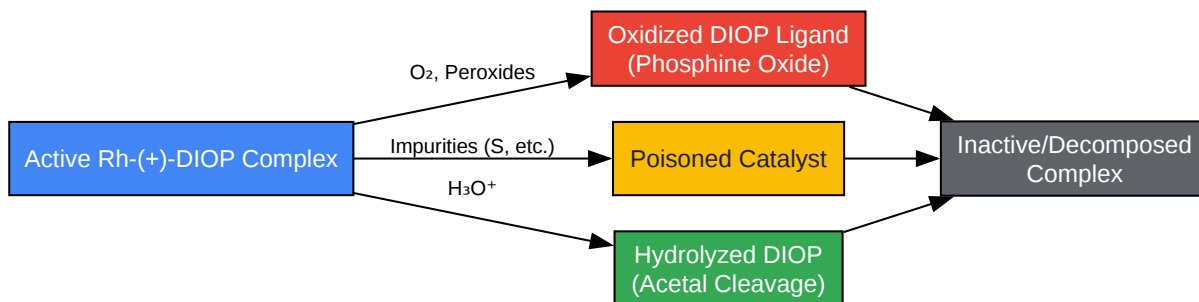 Active Rh-(+)-DIOP Complex
O₂, Peroxides
Impurities (S, etc.)
H₃O⁺
Oxidized DIOP Ligand
(Phosphine Oxide)
Poisoned Catalyst
Hydrolyzed DIOP
(Acetal Cleavage)
Inactive/Decomposed
Complex